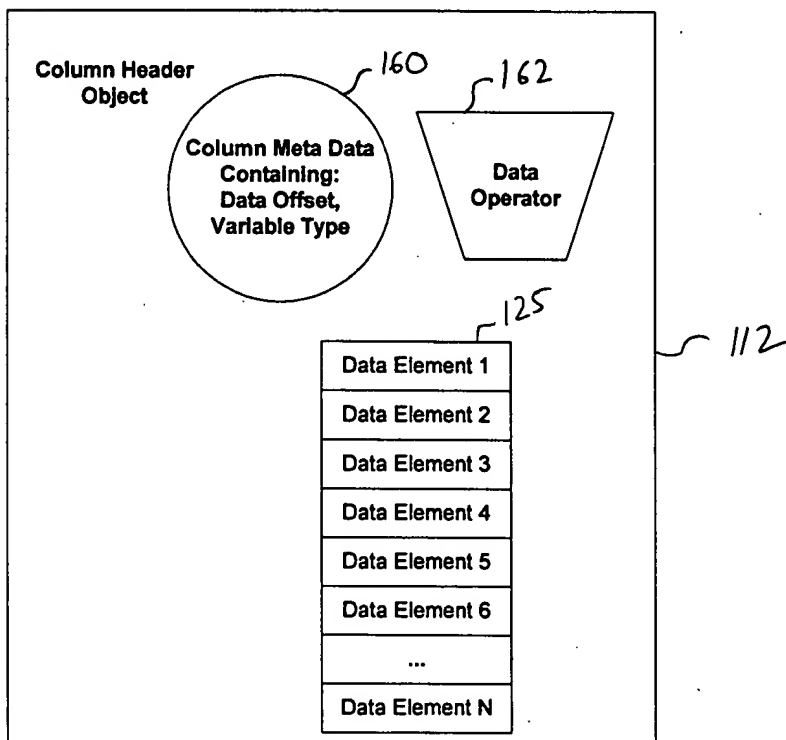 Column Header
Object
160
162
Column Meta Data
Containing:
Data Offset,
Variable Type
Data
Operator
125
112
Data Element 1
Data Element 2
Data Element 3
Data Element 4
Data Element 5
Data Element 6
...
Data Element N